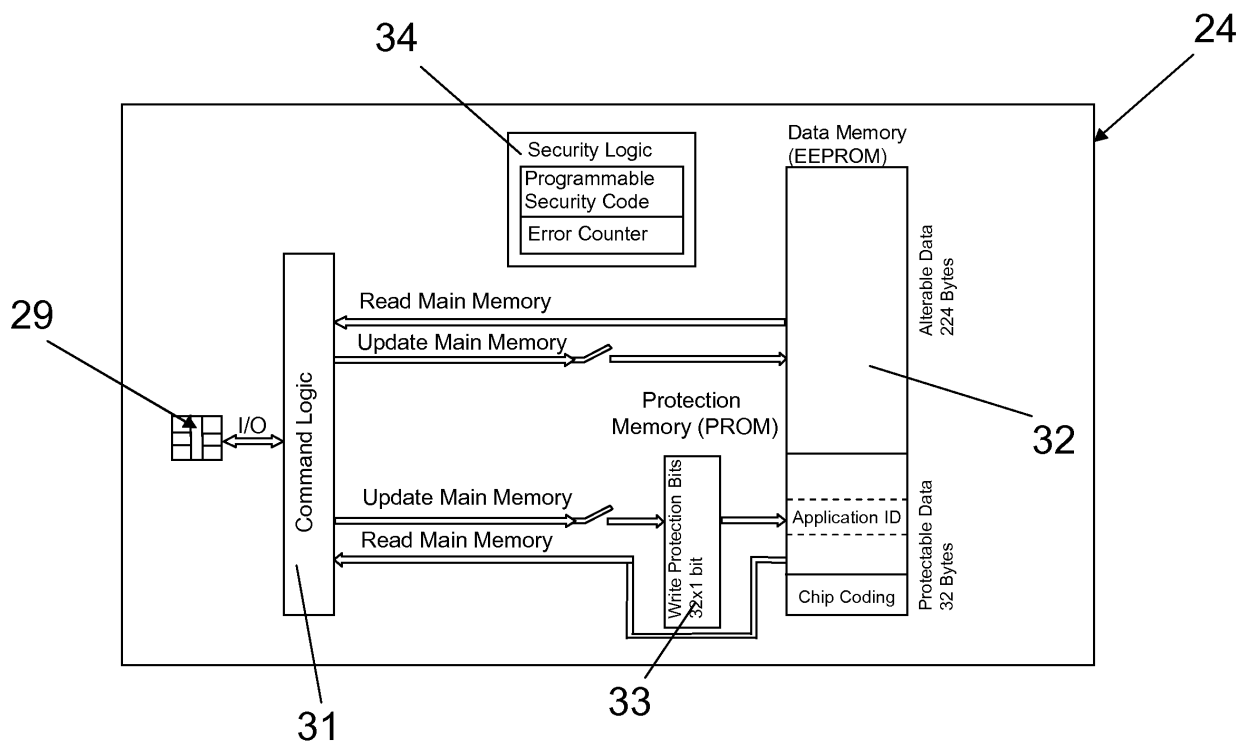 34
24
Security Logic
Programmable
Security Code
Error Counter
Data Memory
(EEPROM)
Alterable Data
224 Bytes
29
Read Main Memory
Update Main Memory
I/O
Command Logic
Protection
Memory (PROM)
32
Update Main Memory
Read Main Memory
Write Protection Bits
32x1 bit
Application ID
Chip Coding
Protectable Data
32 Bytes
31
33